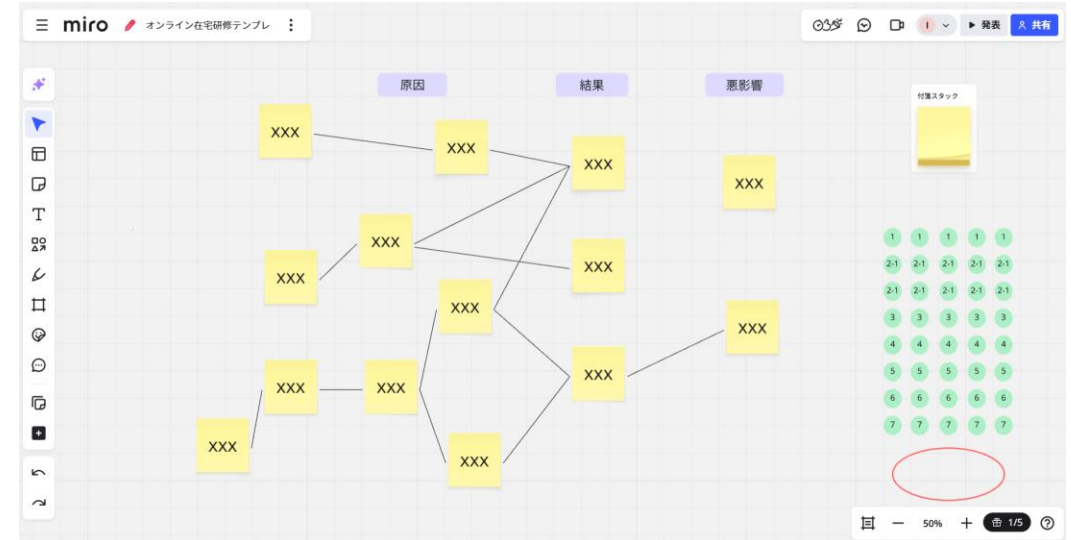 miro オンライン在宅研修テンプレ
I 発表 共有
原因 結果 悪影響
付箋スタック
XXX
XXX
XXX
XXX
XXX
XXX
XXX
XXX
XXX
XXX
XXX
XXX
XXX
XXX
1 1 1 1 1
2-1 2-1 2-1 2-1 2-1
2-1 2-1 2-1 2-1 2-1
3 3 3 3 3
4 4 4 4 4
5 5 5 5 5
6 6 6 6 6
7 7 7 7 7
50% 1/5